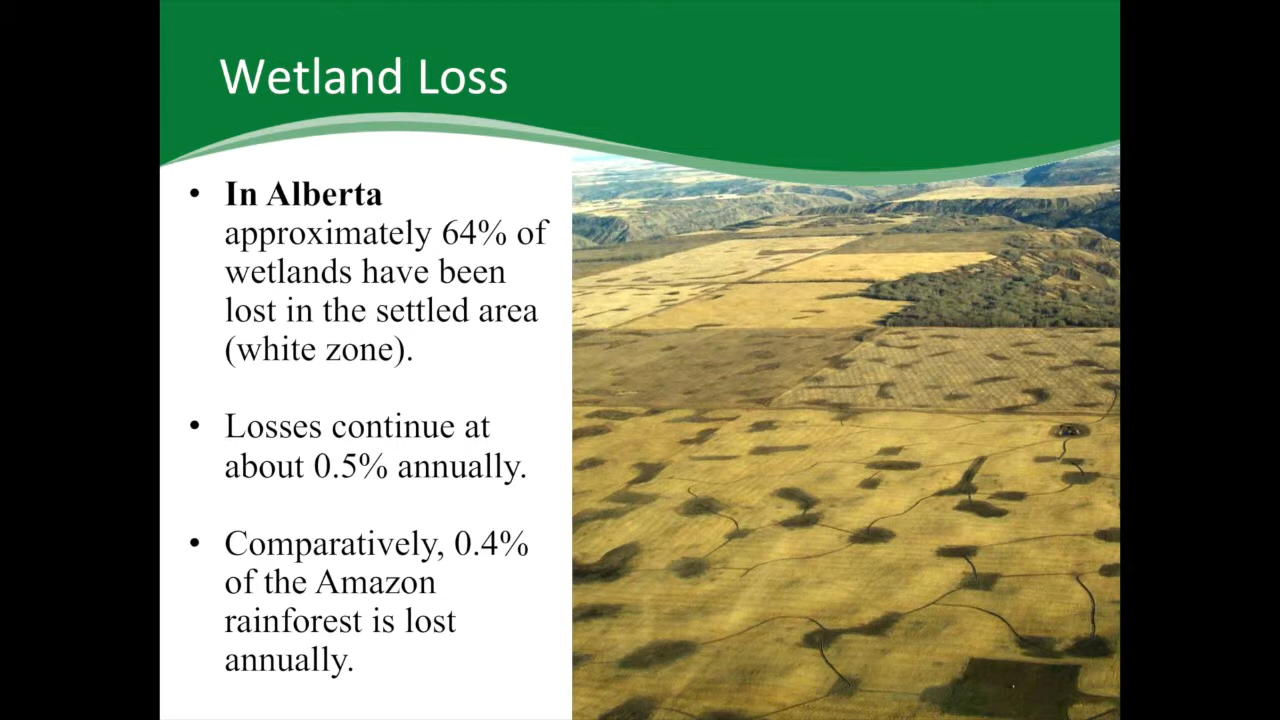 Wetland Loss
• In Alberta
approximately 64% of
wetlands have been
lost in the settled area
(white zone).
• Losses continue at
about 0.5% annually.
• Comparatively, 0.4%
of the Amazon
rainforest is lost
annually.